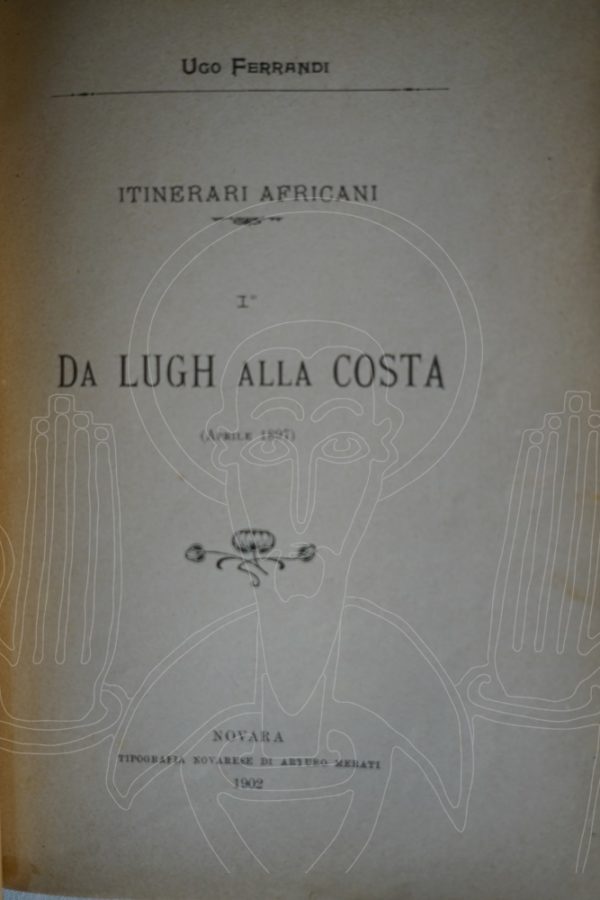 Ugo Ferrandi
ITINERARI AFRICANI
I°
DA LUGH ALLA COSTA
(Aprile 1897)
NOVARA
TIPOGRAFIA NOVARESE DI ARTURO MERATI
1902